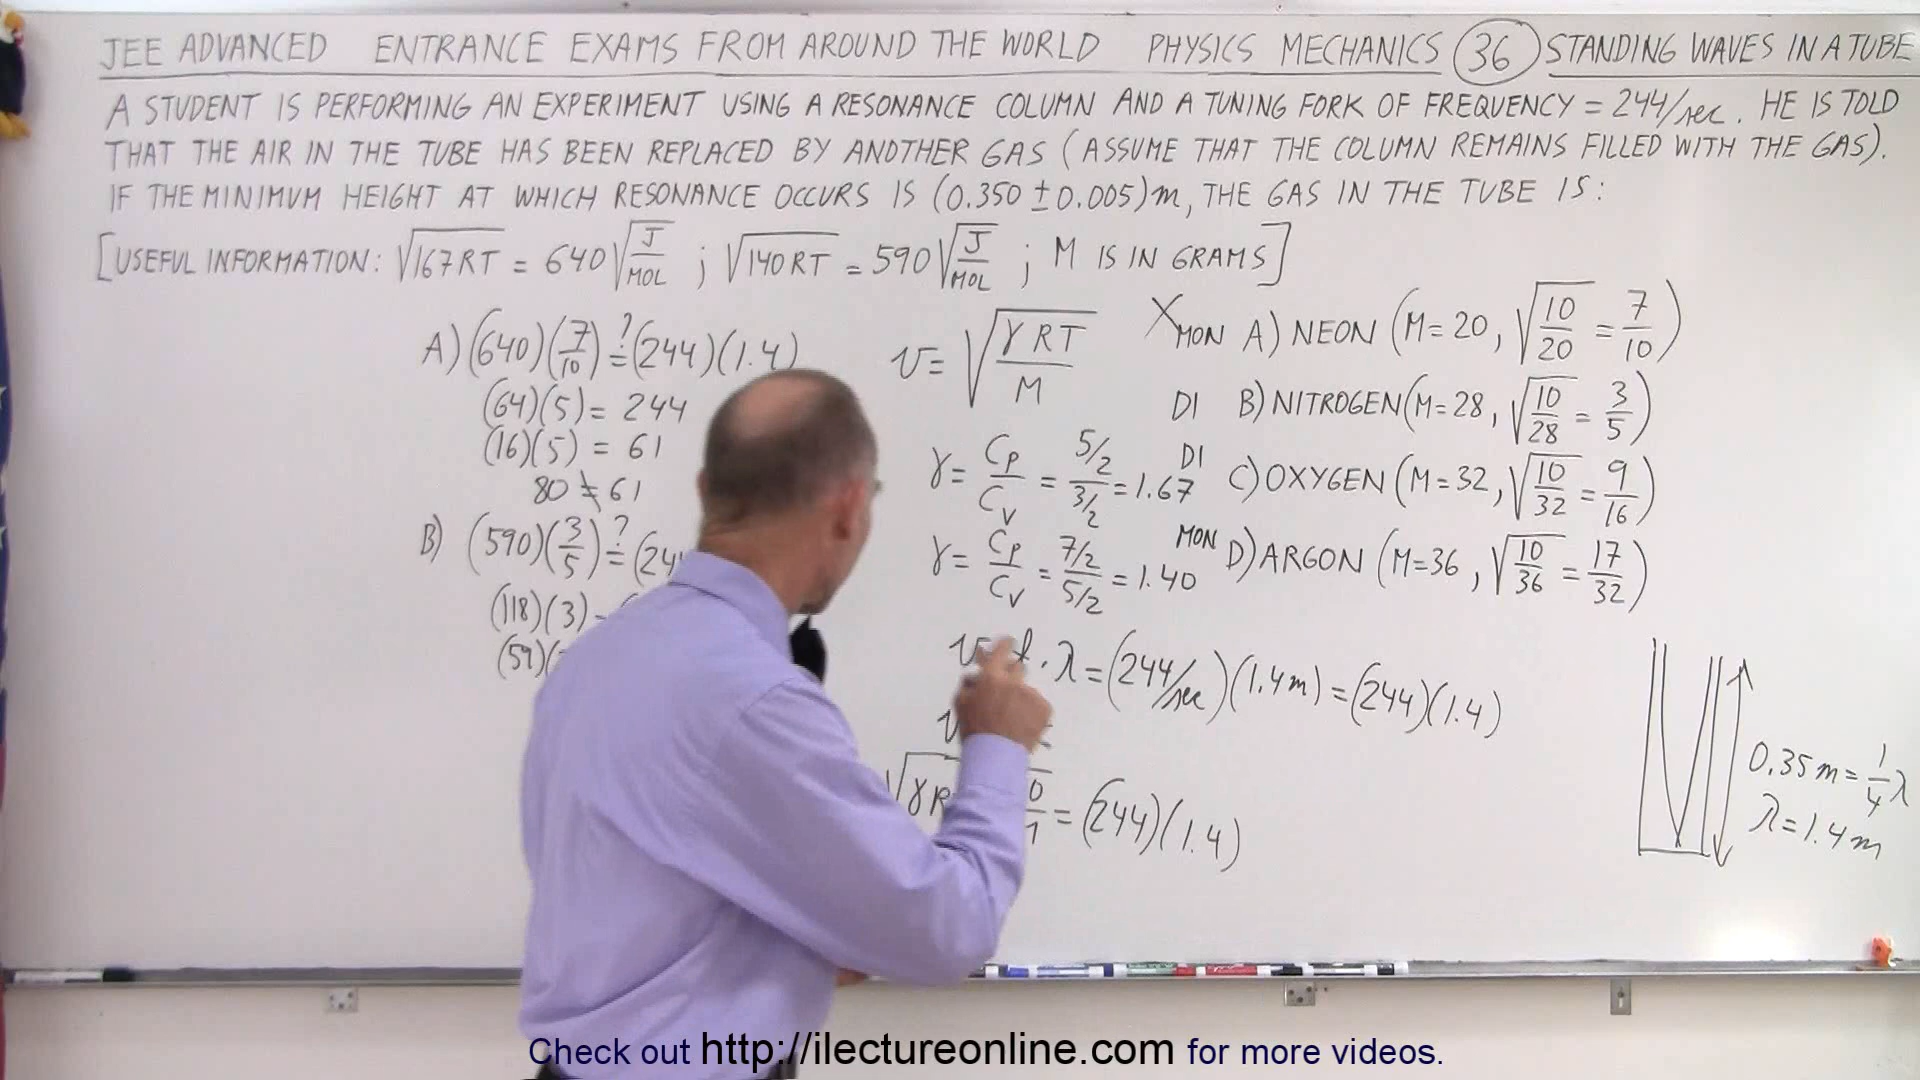 JEE ADVANCED ENTRANCE EXAMS FROM AROUND THE WORLD PHYSICS MECHANICS 36 STANDING WAVES IN A TUBE
A STUDENT IS PERFORMING AN EXPERIMENT USING A RESONANCE COLUMN AND A TUNING FORK OF FREQUENCY = 244/sec. HE IS TOLD
THAT THE AIR IN THE TUBE HAS BEEN REPLACED BY ANOTHER GAS (ASSUME THAT THE COLUMN REMAINS FILLED WITH THE GAS).
IF THE MINIMUM HEIGHT AT WHICH RESONANCE OCCURS IS (0.350 ± 0.005)m, THE GAS IN THE TUBE IS:
[USEFUL INFORMATION: √167RT = 640 √J/MOL ; √140RT = 590 √J/MOL ; M IS IN GRAMS]
A) (640)(7/10) ?= (244)(1.4)
(64)(5) = 244
(16)(5) = 61
80 ≠ 61
B) (590)(3/5) ?=
(118)(3)
(59)
v = √γRT/M
γ = Cp/Cv = 5/2/3/2 = 1.67
γ = Cp/Cv = 7/2/5/2 = 1.40
X MON A) NEON (M=20, √10/20 = 7/10)
DI B) NITROGEN (M=28, √10/28 = 3/5)
DI C) OXYGEN (M=32, √10/32 = 9/16)
MON D) ARGON (M=36, √10/36 = 17/32)
λ = (244/sec)(1.4m) = (244)(1.4)
= (244)(1.4)
0.35m = 1/4 λ
λ = 1.4m
Check out http://ilectureonline.com for more videos.